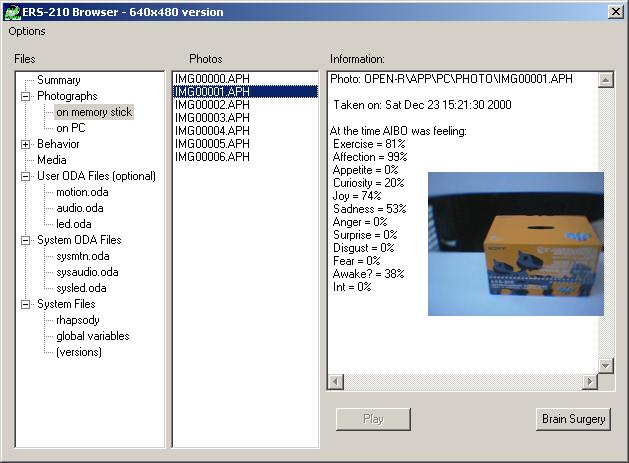 ERS-210 Browser - 640x480 version
Options
Files
Photos
Information:
Summary
Photographs
on memory stick
on PC
Behavior
Media
User ODA Files (optional)
motion.oda
audio.oda
led.oda
System ODA Files
sysmtn.oda
sysaudio.oda
sysled.oda
System Files
rhapsody
global variables
(versions)
IMG00000.APH
IMG00001.APH
IMG00002.APH
IMG00003.APH
IMG00004.APH
IMG00005.APH
IMG00006.APH
Photo: OPEN-R\APP\PC\PHOTO\IMG00001.APH
Taken on: Sat Dec 23 15:21:30 2000
At the time AIBO was feeling:
Exercise = 81%
Affection = 99%
Appetite = 0%
Curiosity = 20%
Joy = 74%
Sadness = 53%
Anger = 0%
Surprise = 0%
Disgust = 0%
Fear = 0%
Awake? = 38%
Int = 0%
SONY
Play
Brain Surgery